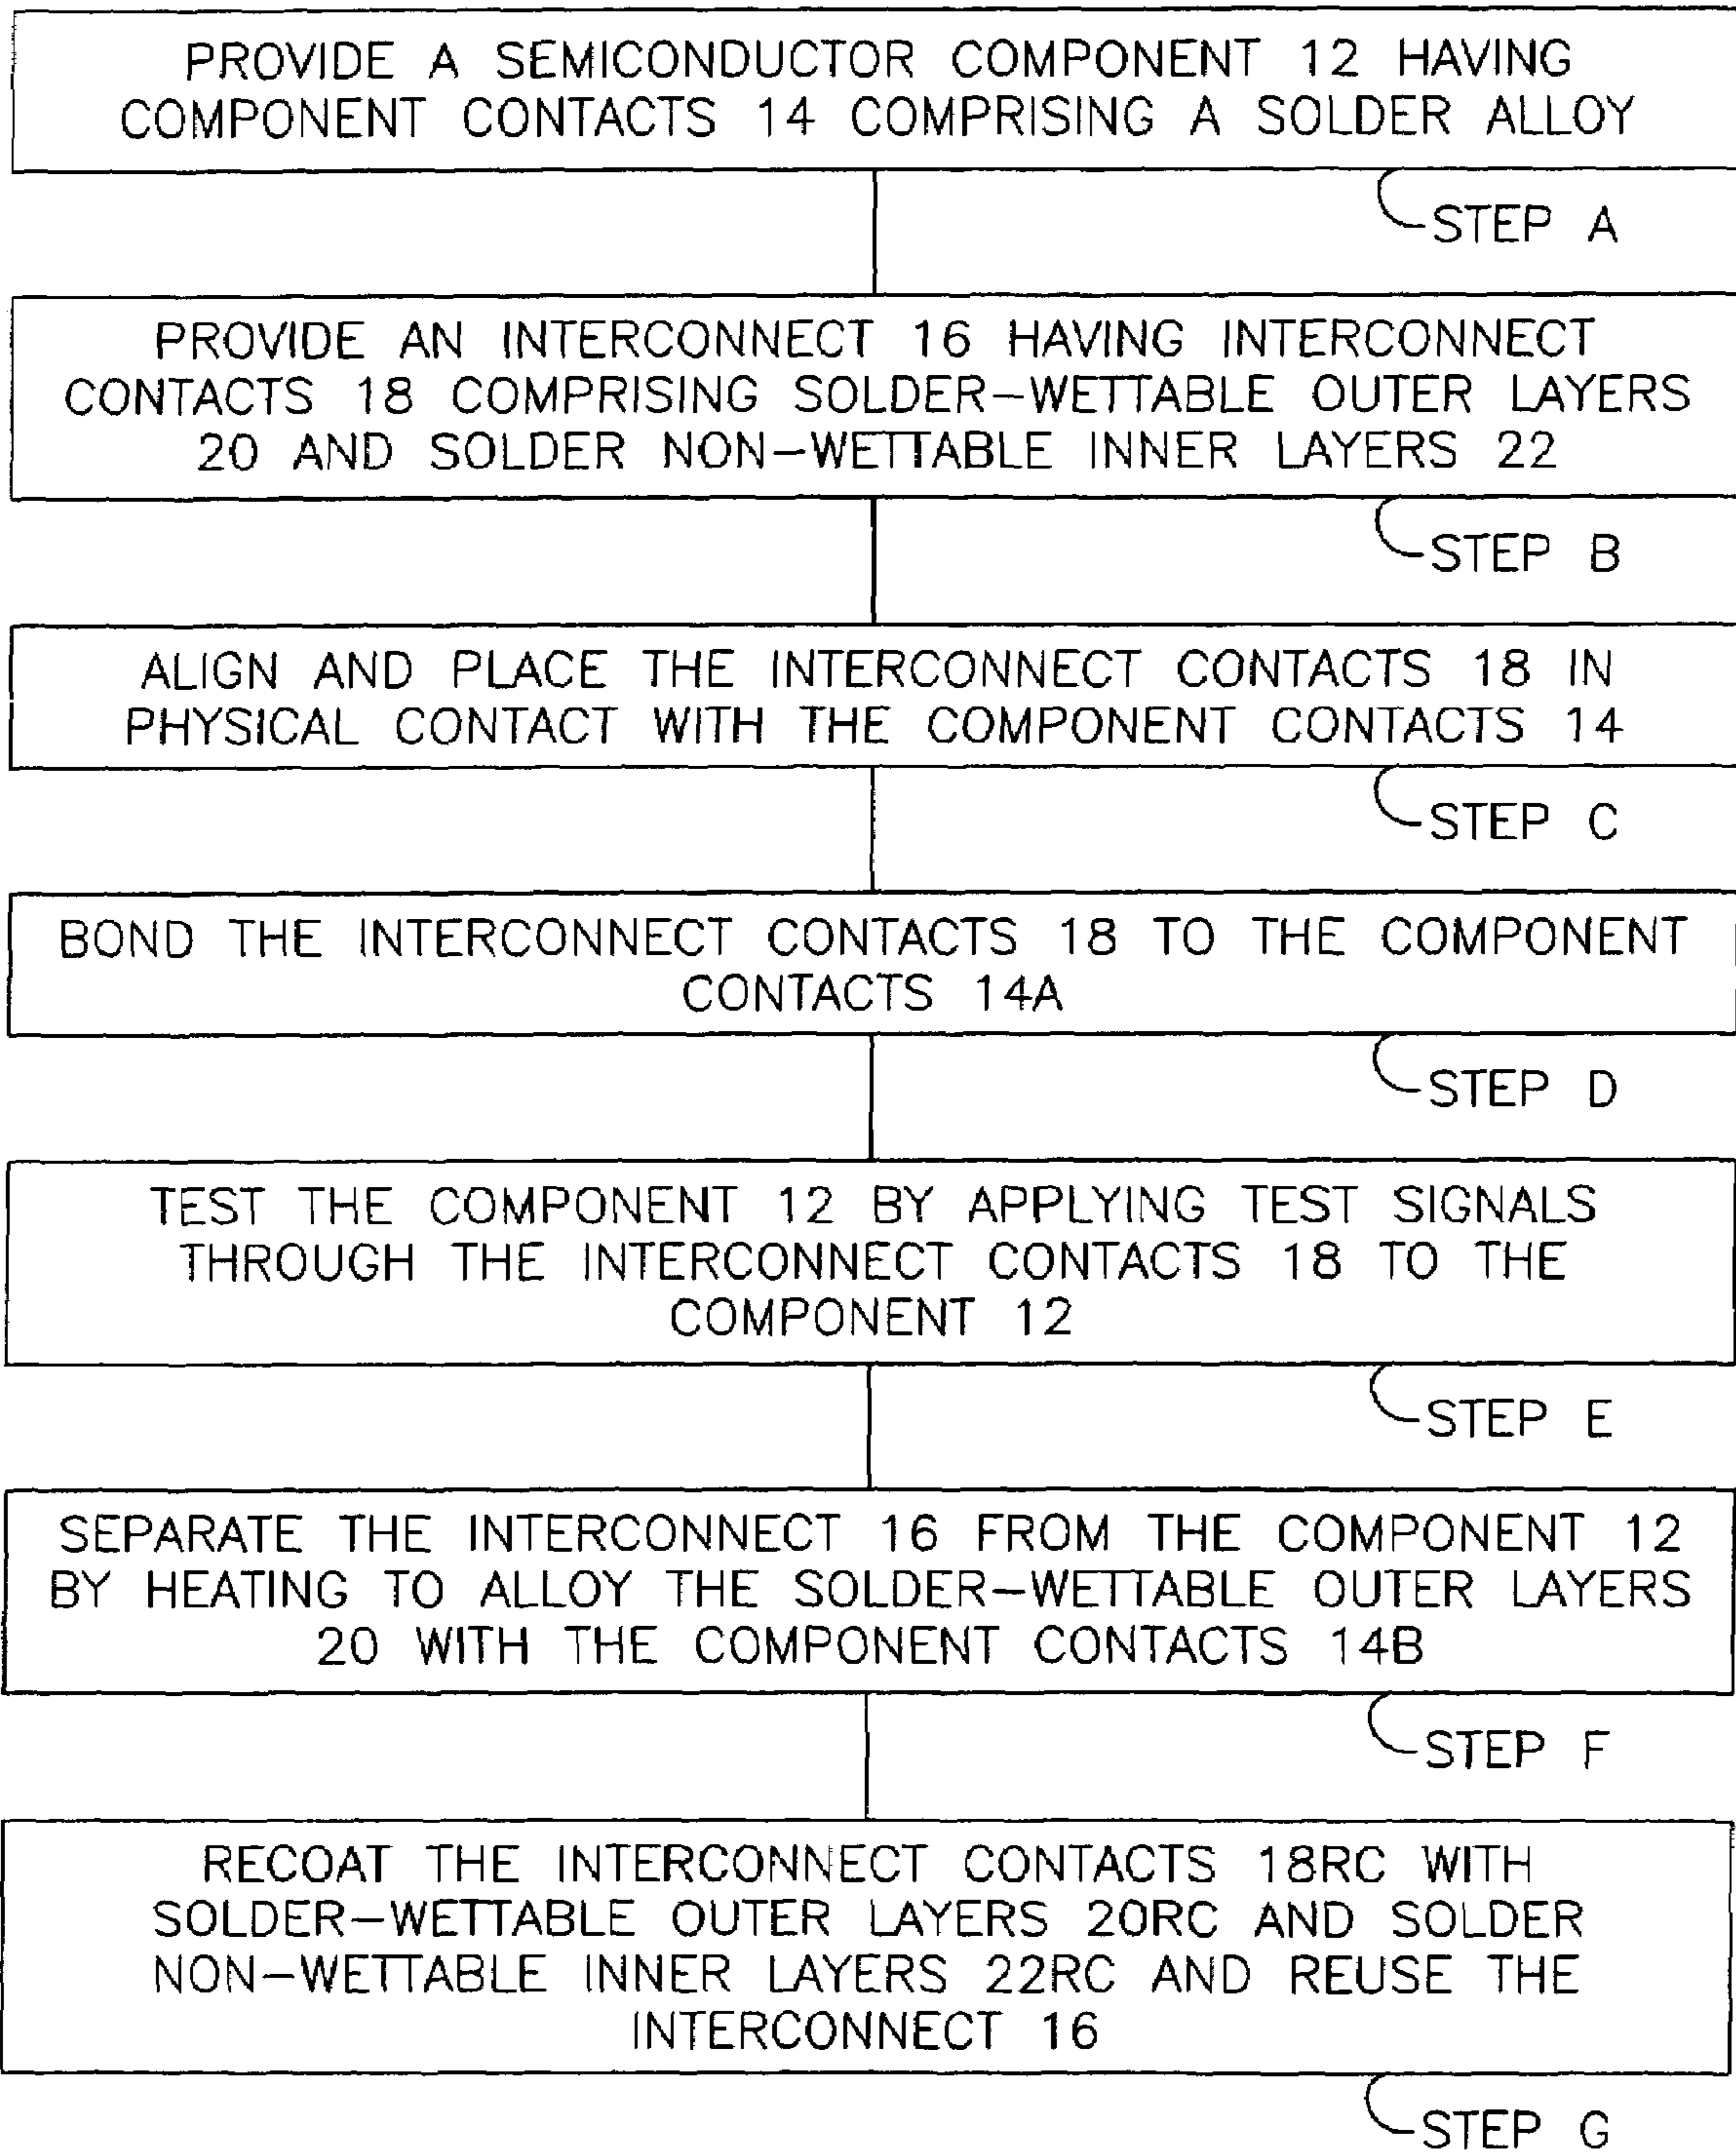 PROVIDE A SEMICONDUCTOR COMPONENT 12 HAVING
COMPONENT CONTACTS 14 COMPRISING A SOLDER ALLOY
STEP A
PROVIDE AN INTERCONNECT 16 HAVING INTERCONNECT
CONTACTS 18 COMPRISING SOLDER-WETTABLE OUTER LAYERS
20 AND SOLDER NON-WETTABLE INNER LAYERS 22
STEP B
ALIGN AND PLACE THE INTERCONNECT CONTACTS 18 IN
PHYSICAL CONTACT WITH THE COMPONENT CONTACTS 14
STEP C
BOND THE INTERCONNECT CONTACTS 18 TO THE COMPONENT
CONTACTS 14A
STEP D
TEST THE COMPONENT 12 BY APPLYING TEST SIGNALS
THROUGH THE INTERCONNECT CONTACTS 18 TO THE
COMPONENT 12
STEP E
SEPARATE THE INTERCONNECT 16 FROM THE COMPONENT 12
BY HEATING TO ALLOY THE SOLDER-WETTABLE OUTER LAYERS
20 WITH THE COMPONENT CONTACTS 14B
STEP F
RECOAT THE INTERCONNECT CONTACTS 18RC WITH
SOLDER-WETTABLE OUTER LAYERS 20RC AND SOLDER
NON-WETTABLE INNER LAYERS 22RC AND REUSE THE
INTERCONNECT 16
STEP G